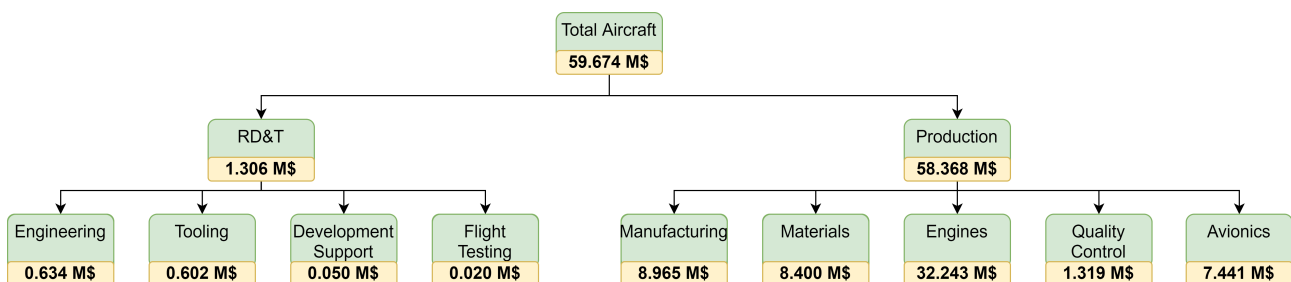 Total Aircraft
59.674 M$
RD&T
1.306 M$
Production
58.368 M$
Engineering
0.634 M$
Tooling
0.602 M$
Development
Support
0.050 M$
Flight
Testing
0.020 M$
Manufacturing
8.965 M$
Materials
8.400 M$
Engines
32.243 M$
Quality
Control
1.319 M$
Avionics
7.441 M$